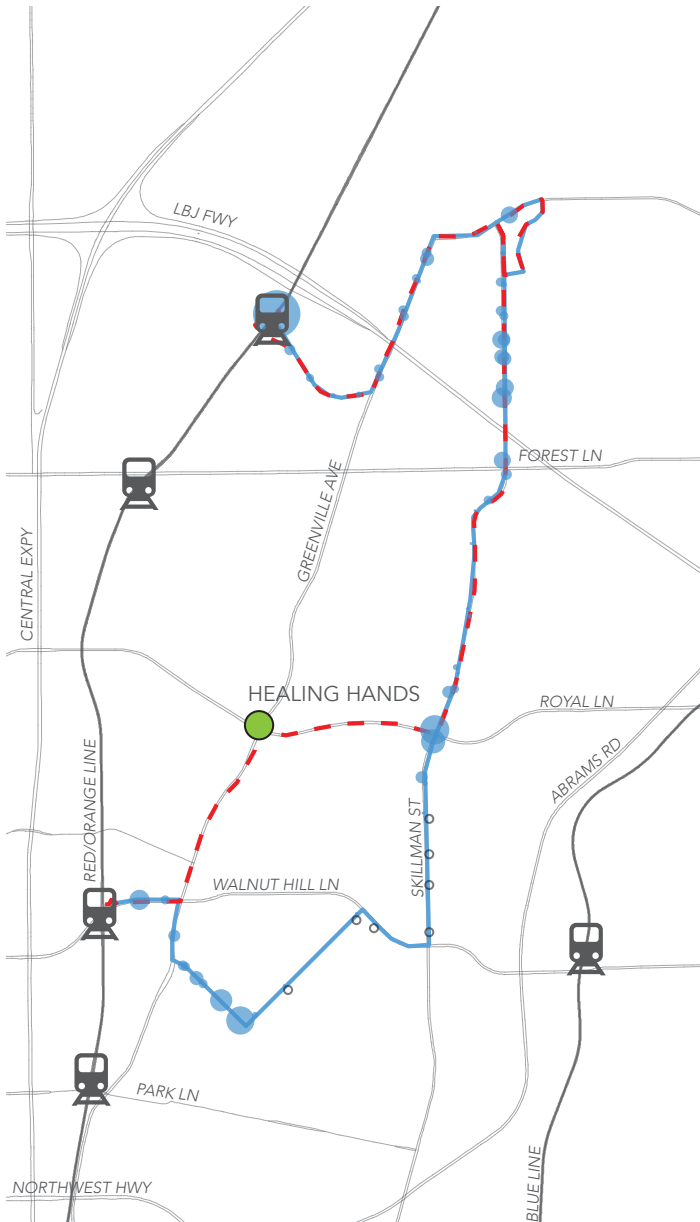 LBJ FWY
FOREST LN
GREENVILLE AVE
CENTRAL EXPY
HEALING HANDS
ROYAL LN
ABRAMS RD
RED/ORANGE LINE
SKILLMAN ST
WALNUT HILL LN
PARK LN
BLUE LINE
NORTHWEST HWY